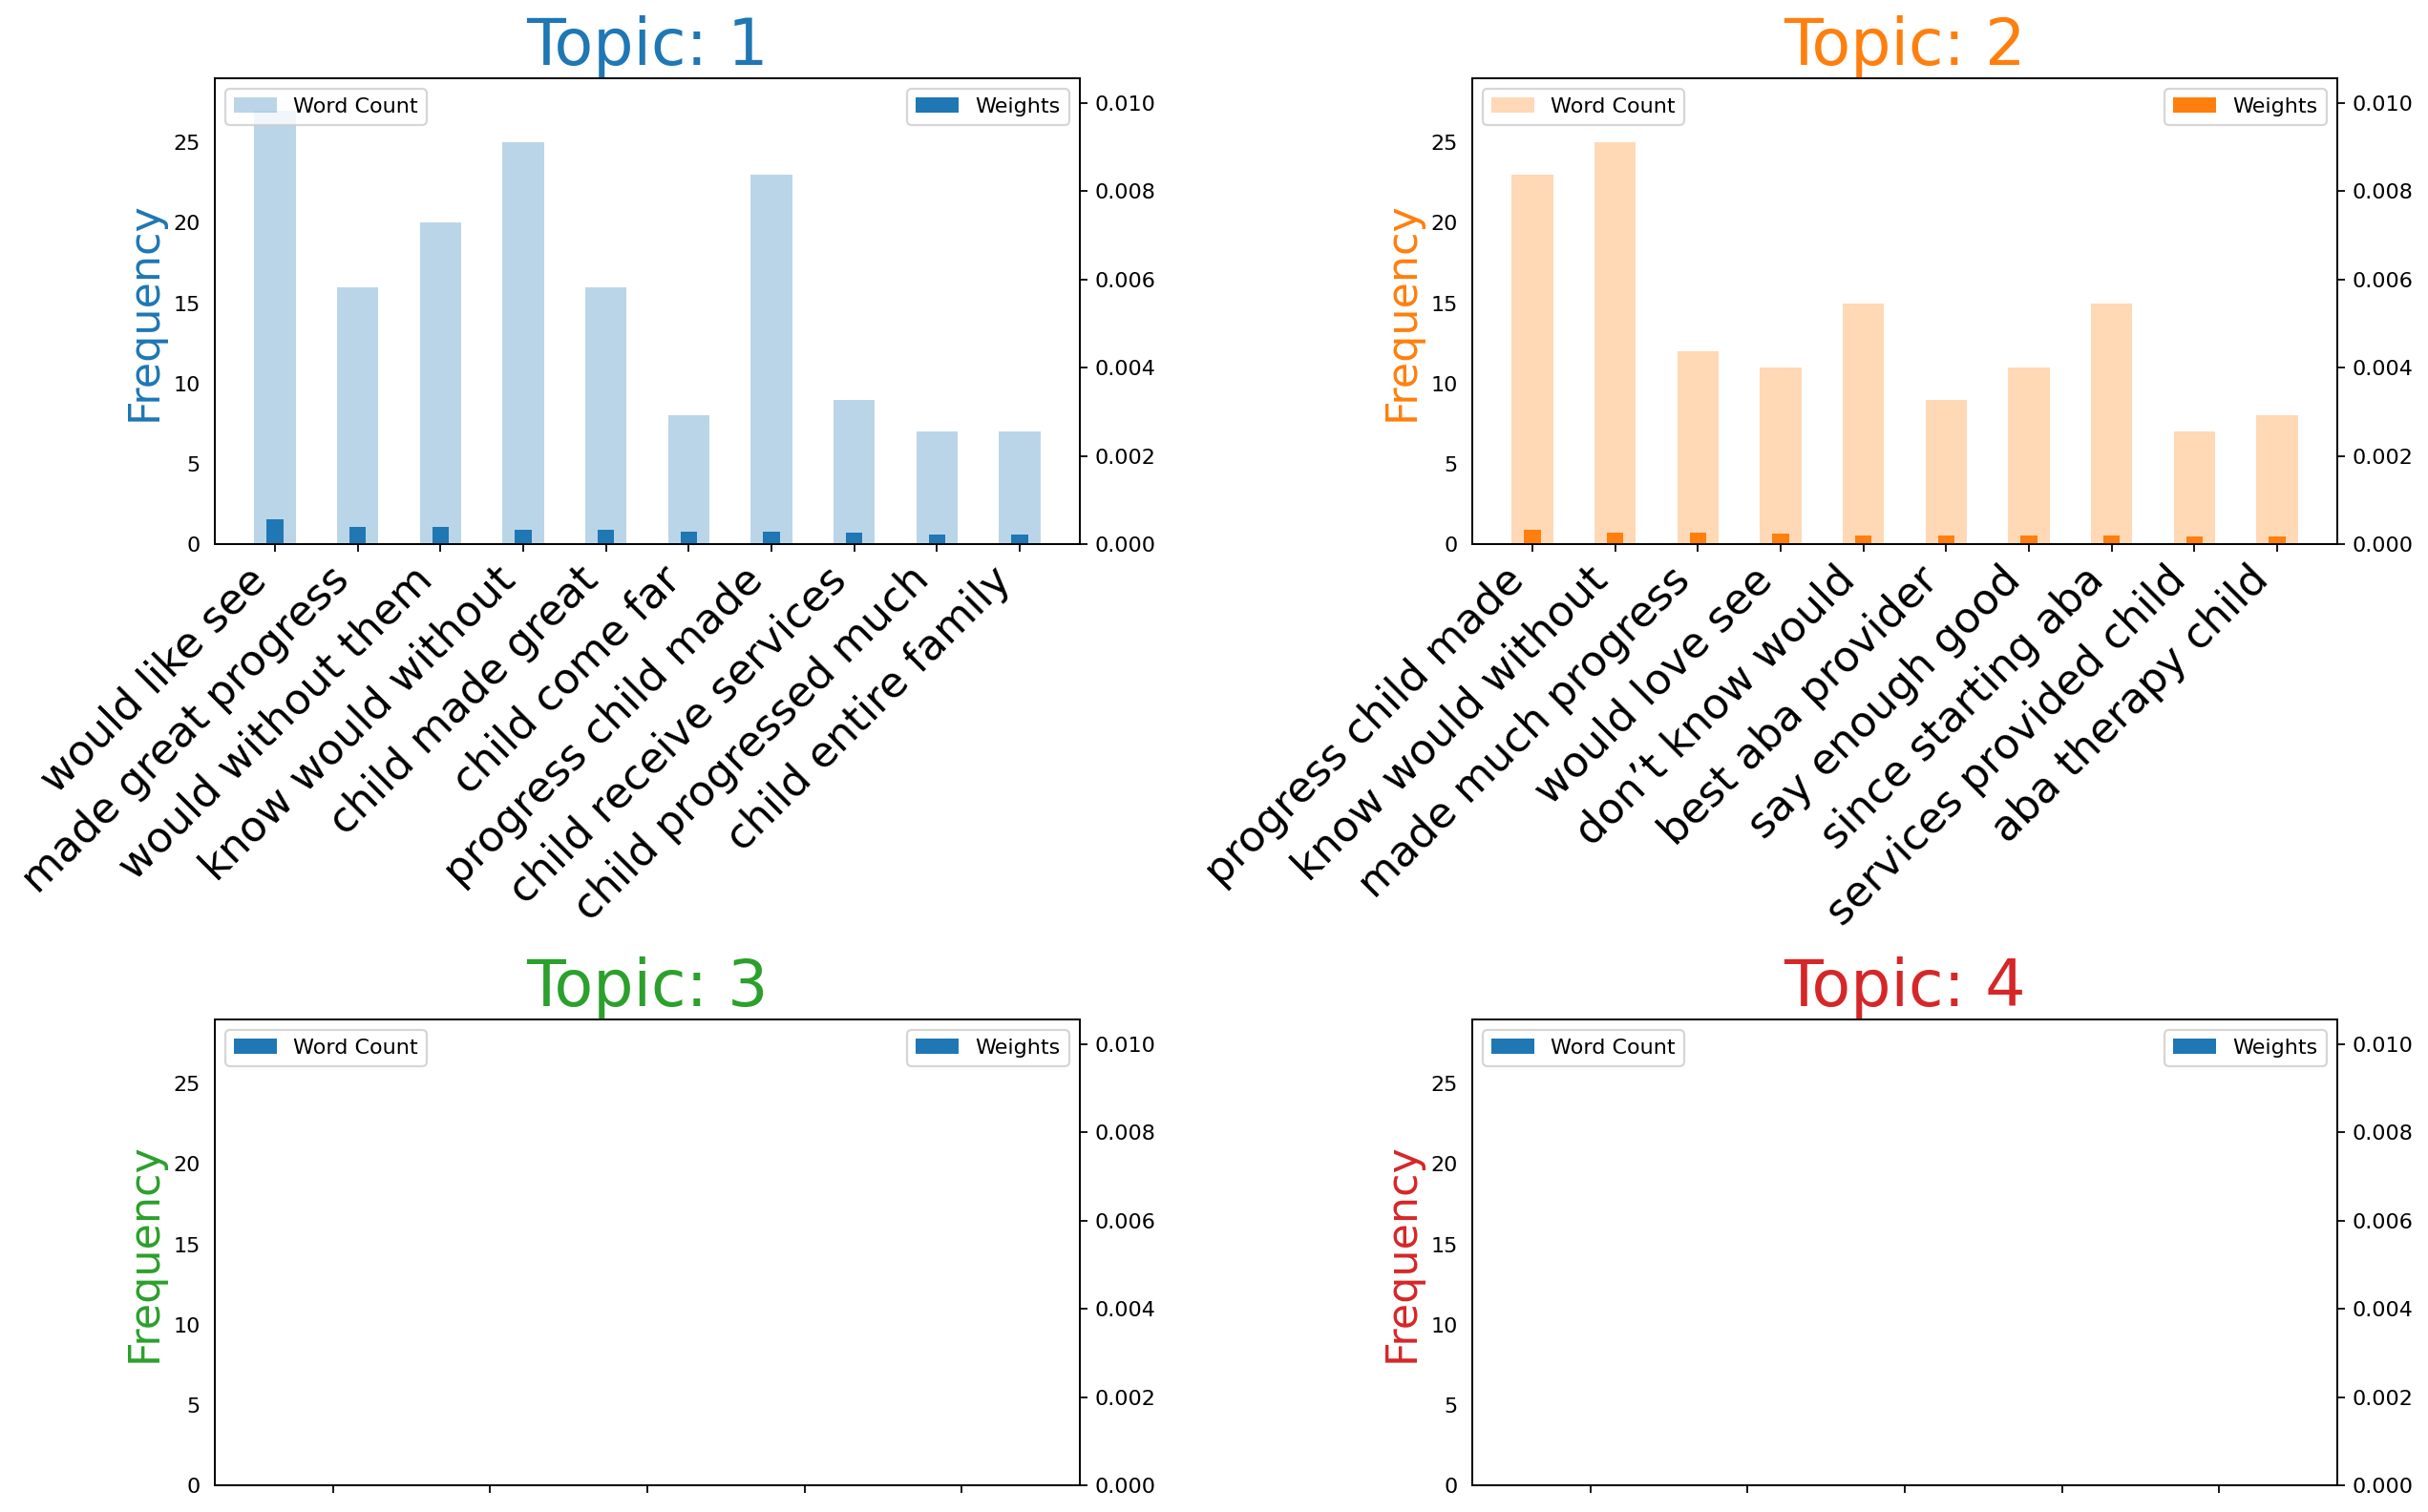 Topic: 1
Word Count
Weights
Frequency
25
20
15
10
5
0
0.010
0.008
0.006
0.004
0.002
0.000
would like see
made great progress
would without them
know would without
child made great
child come far
progress child made
child receive services
child progressed much
child entire family
Topic: 2
Word Count
Weights
Frequency
25
20
15
10
5
0
0.010
0.008
0.006
0.004
0.002
0.000
progress child made
know would without
made much progress
would love see
don’t know would
best aba provider
say enough good
since starting aba
services provided child
aba therapy child
Topic: 3
Word Count
Weights
Frequency
25
20
15
10
5
0
0.010
0.008
0.006
0.004
0.002
0.000
Topic: 4
Word Count
Weights
Frequency
25
20
15
10
5
0
0.010
0.008
0.006
0.004
0.002
0.000